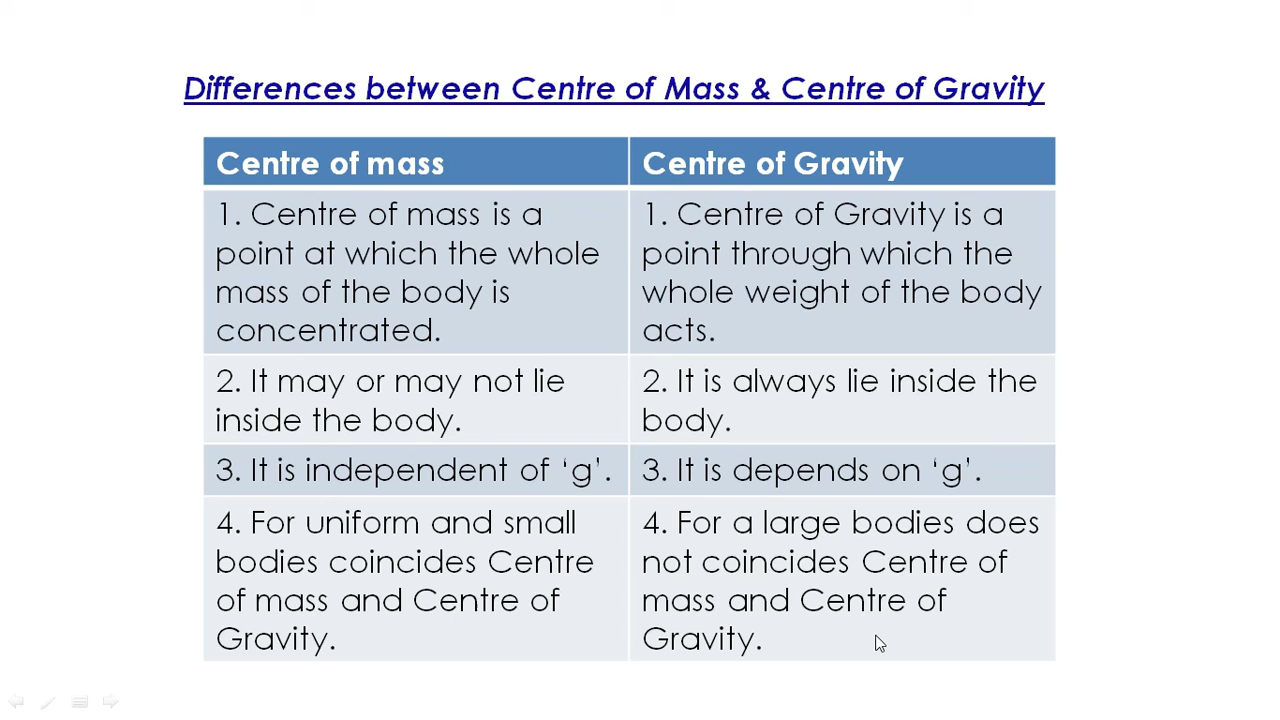 Differences between Centre of Mass & Centre of Gravity
Centre of mass
Centre of Gravity
1. Centre of mass is a
point at which the whole
mass of the body is
concentrated.
1. Centre of Gravity is a
point through which the
whole weight of the body
acts.
2. It may or may not lie
inside the body.
2. It is always lie inside the
body.
3. It is independent of ‘g’.
3. It is depends on ‘g’.
4. For uniform and small
bodies coincides Centre
of mass and Centre of
Gravity.
4. For a large bodies does
not coincides Centre of
mass and Centre of
Gravity.